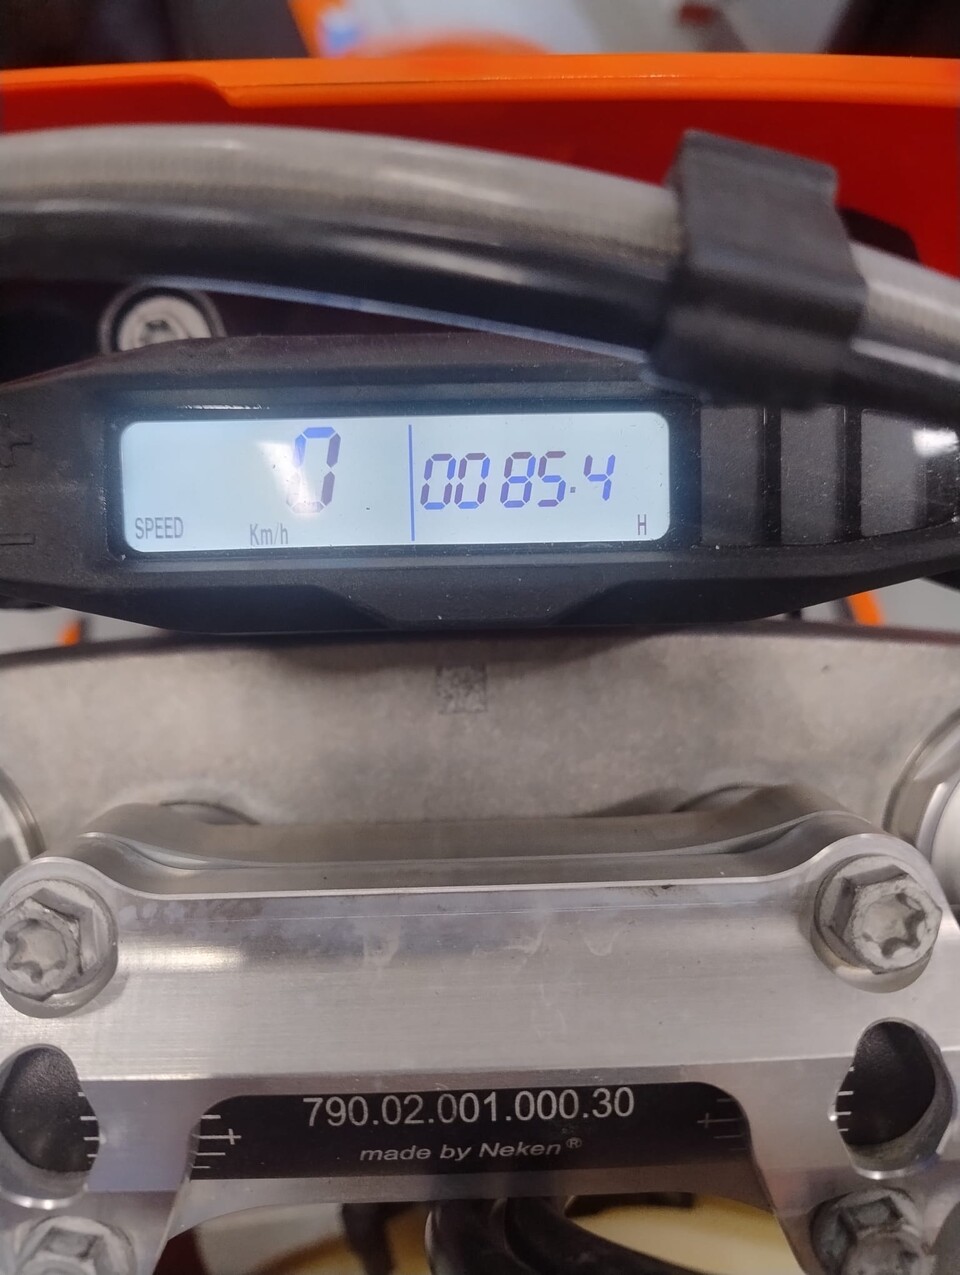 0 0085.4
SPEED Km/h H
790.02.001.000.30
made by Neken®